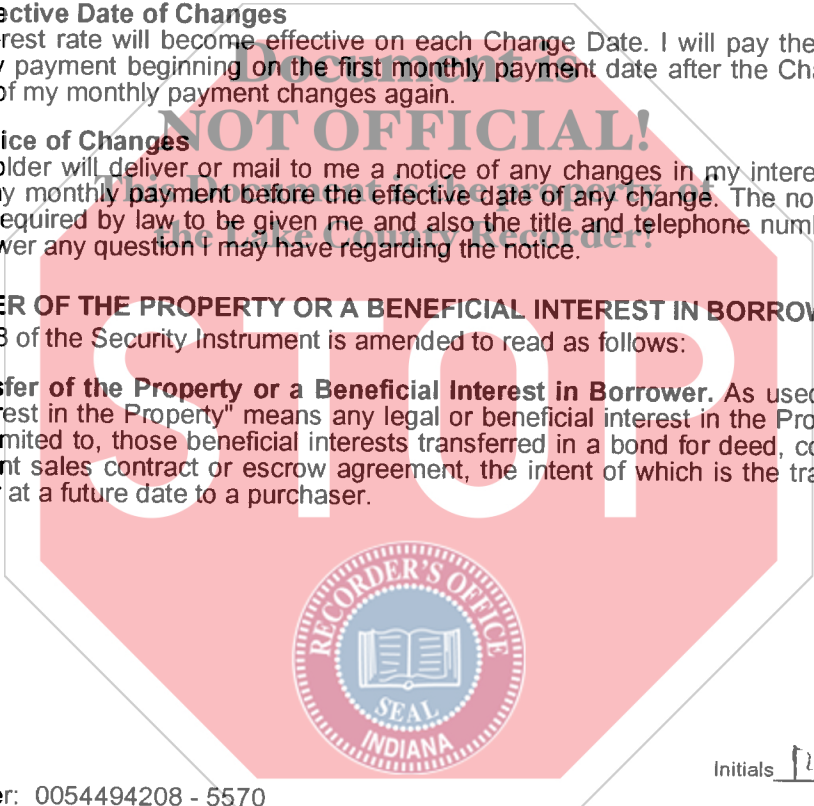 ective Date of Changes
rest rate will become effective on each Change Date. I will pay the
y payment beginning on the first monthly payment date after the Cha
of my monthly payment changes again.
ice of Changes
older will deliver or mail to me a notice of any changes in my intere
ny monthly payment before the effective date of any change. The no
equired by law to be given me and also the title and telephone numb
wer any question I may have regarding the notice.
Document is
NOT OFFICIAL!
This Document is the property of
the Lake County Recorder!
ER OF THE PROPERTY OR A BENEFICIAL INTEREST IN BORROW
8 of the Security Instrument is amended to read as follows:
sfer of the Property or a Beneficial Interest in Borrower. As used
rest in the Property" means any legal or beneficial interest in the Pro
mited to, those beneficial interests transferred in a bond for deed, co
nt sales contract or escrow agreement, the intent of which is the tra
at a future date to a purchaser.
STOP
RECORDER'S OFFICE
SEAL
INDIANA
Initials
er: 0054494208 - 5570